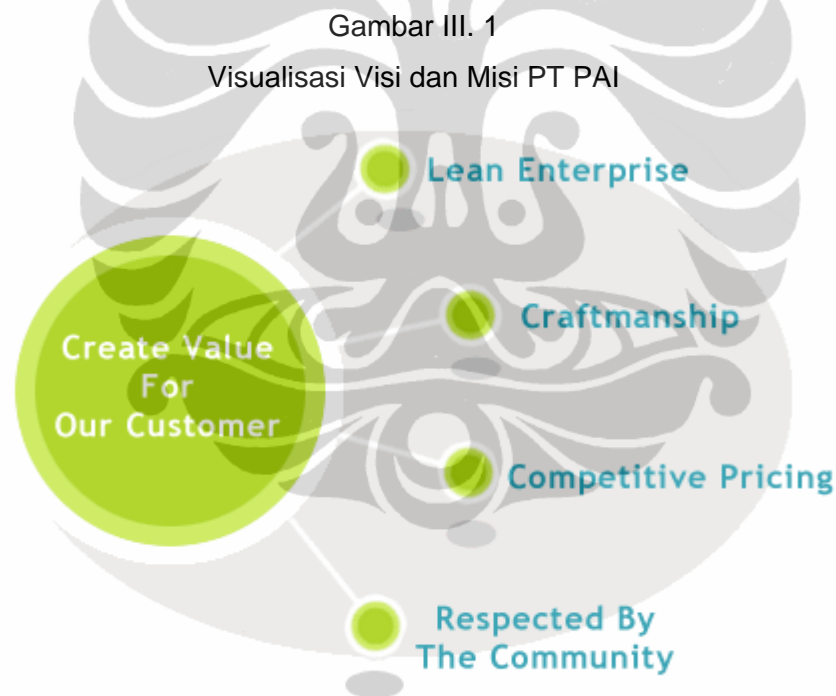 Gambar III. 1
Visualisasi Visi dan Misi PT PAI
Lean Enterprise
Craftmanship
Create Value
For
Our Customer
Competitive Pricing
Respected By
The Community